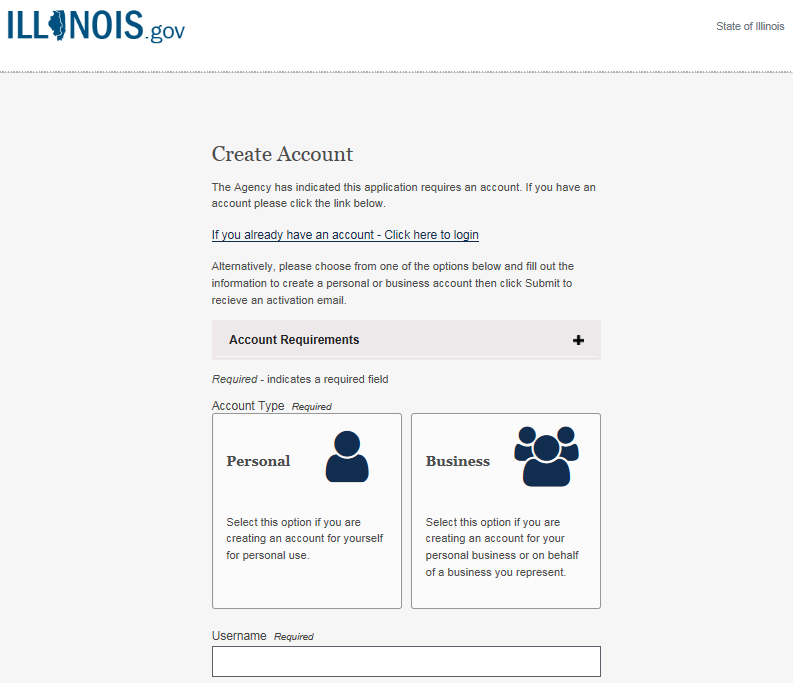 ILLINOIS.gov
State of Illinois
Create Account
The Agency has indicated this application requires an account. If you have an
account please click the link below.
If you already have an account - Click here to login
Alternatively, please choose from one of the options below and fill out the
information to create a personal or business account then click Submit to
recieve an activation email.
Account Requirements
Required - indicates a required field
Account Type Required
Personal
Select this option if you are
creating an account for yourself
for personal use.
Business
Select this option if you are
creating an account for your
personal business or on behalf
of a business you represent.
Username Required